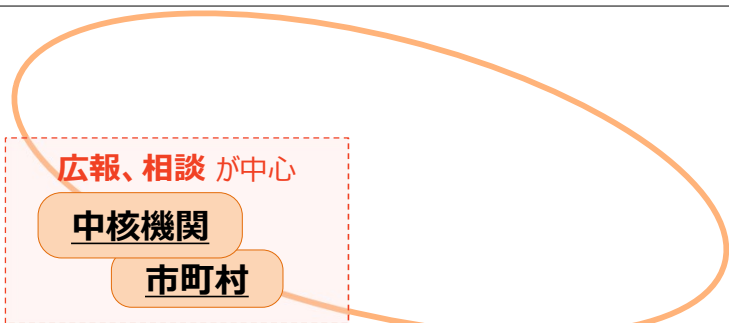 広報、相談 が中心
中核機関
市町村